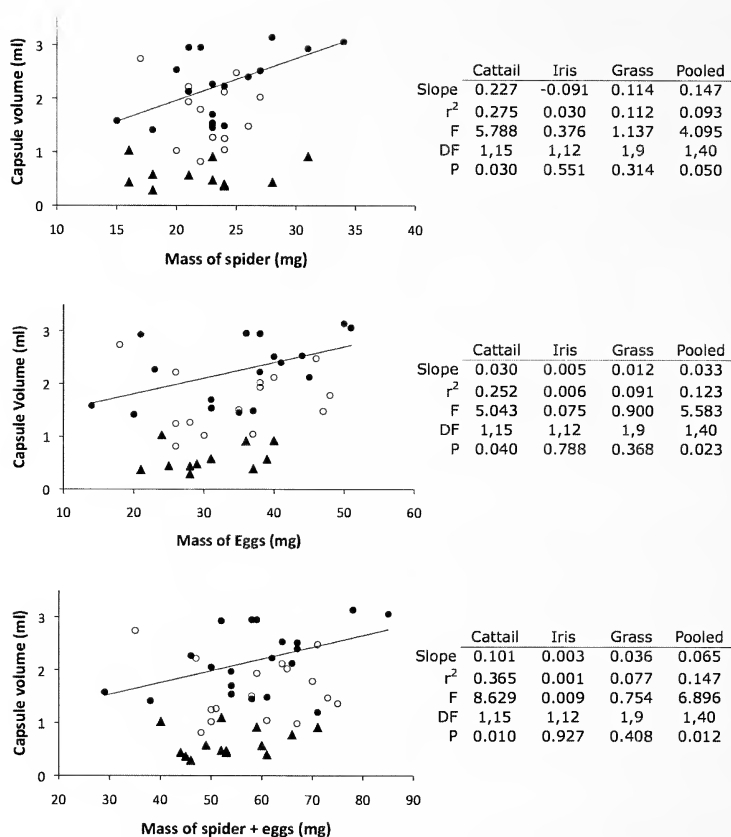 Capsule volume (ml)
3
2
1
0
10 15 20 25 30 35 40
Mass of spider (mg)
Cattail Iris Grass Pooled
Slope 0.227 -0.091 0.114 0.147
r² 0.275 0.030 0.112 0.093
F 5.788 0.376 1.137 4.095
DF 1,15 1,12 1,9 1,40
P 0.030 0.551 0.314 0.050
Capsule Volume (ml)
3
2
1
0
10 20 30 40 50 60
Mass of Eggs (mg)
Cattail Iris Grass Pooled
Slope 0.030 0.005 0.012 0.033
r² 0.252 0.006 0.091 0.123
F 5.043 0.075 0.900 5.583
DF 1,15 1,12 1,9 1,40
P 0.040 0.788 0.368 0.023
Capsule volume (ml)
3
2
1
0
20 30 40 50 60 70 80 90
Mass of spider + eggs (mg)
Cattail Iris Grass Pooled
Slope 0.101 0.003 0.036 0.065
r² 0.365 0.001 0.077 0.147
F 8.629 0.009 0.754 6.896
DF 1,15 1,12 1,9 1,40
P 0.010 0.927 0.408 0.012